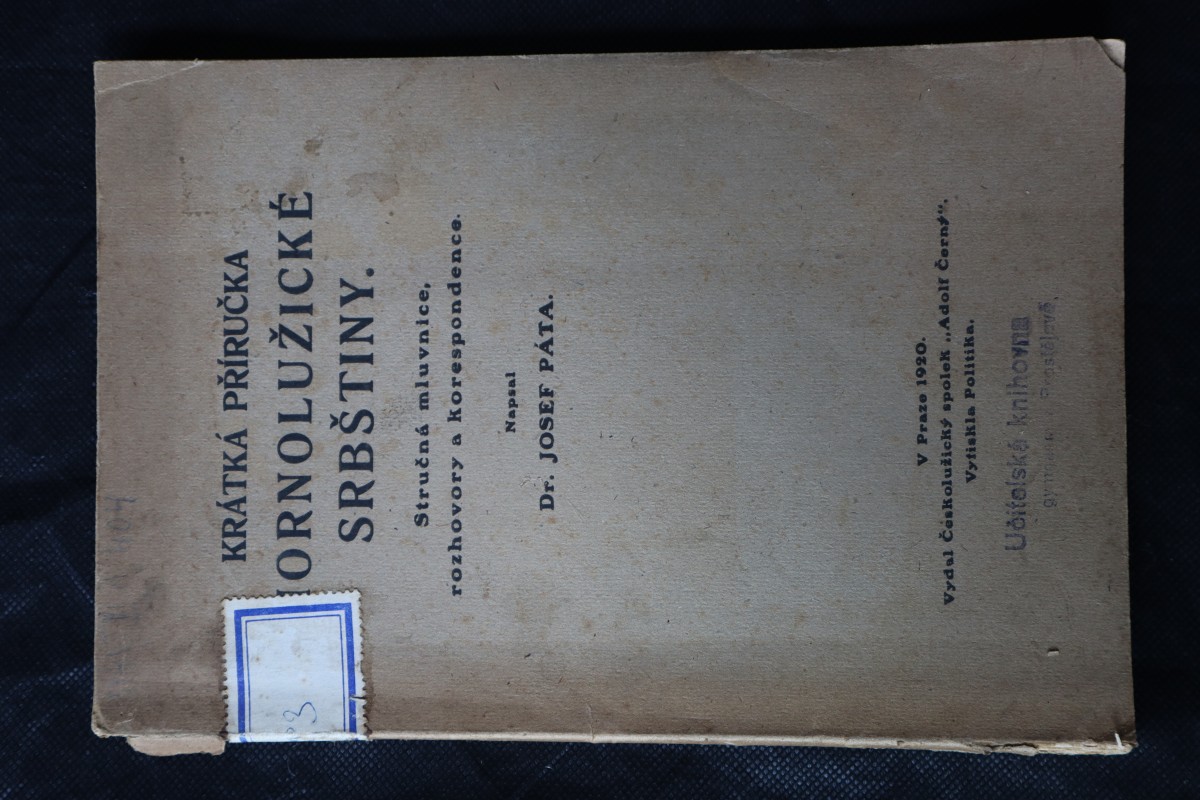 KRÁTKÁ PŘÍRUČKA
HORNOLUŽICKÉ
SRBŠTINY.
Stručná mluvnice,
rozhovory a korespondence.
Napsal
Dr. JOSEF PÁTA.
V Praze 1920.
Vydal Českolužický spolek „Adolf Černý“.
Vytiskla Politika.
Učitelská knihovna